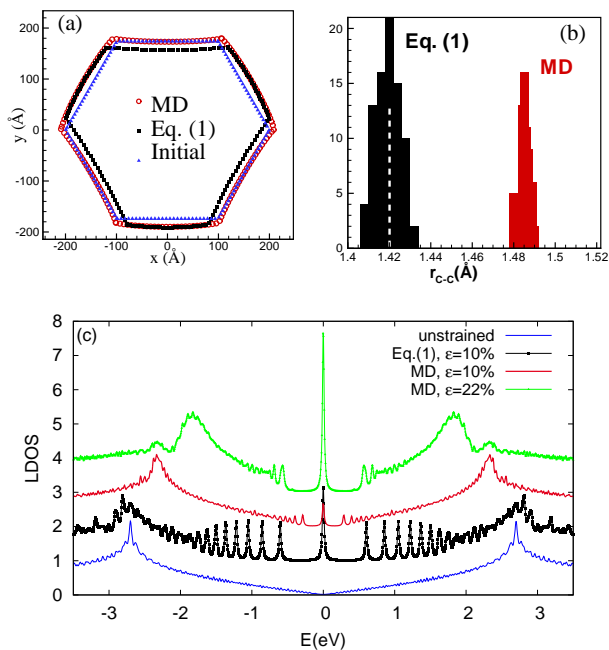 (a)
MD
Eq. (1)
Initial
y (Å)
200
100
0
-100
-200
-200 -100 0 100 200
x (Å)
(b)
Eq. (1)
MD
20
15
10
5
0
1.4 1.42 1.44 1.46 1.48 1.5 1.52
rC-C(Å)
(c)
unstrained
Eq.(1), ε=10%
MD, ε=10%
MD, ε=22%
LDOS
8
7
6
5
4
3
2
1
0
-3 -2 -1 0 1 2 3
E(eV)